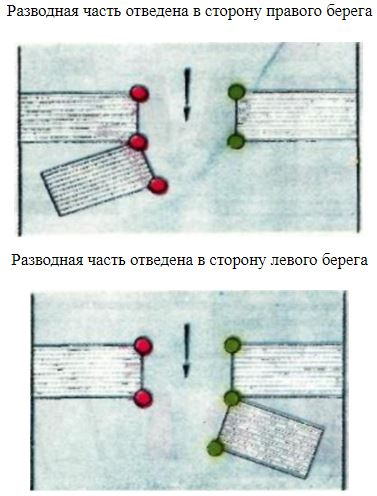 Разводная часть отведена в сторону правого берега
Разводная часть отведена в сторону левого берега